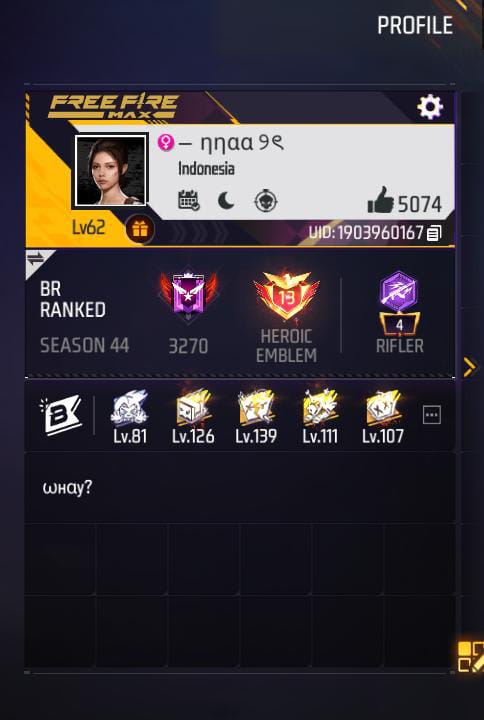 PROFILE
FREE FIRE
MAX
— ηηαα ୨ৎ
Indonesia
5074
Lv62
UID:1903960167
BR
RANKED
SEASON 44
3270
13
HEROIC
EMBLEM
4
RIFLER
B
Lv.81
Lv.126
Lv.139
Lv.111
Lv.107
ωнαу?